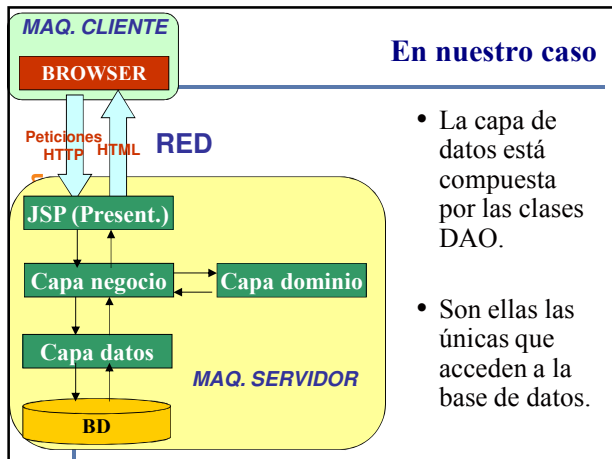 MAQ. CLIENTE
BROWSER
En nuestro caso
Peticiones
HTTP
HTML
RED
JSP (Present.)
Capa negocio
Capa dominio
Capa datos
MAQ. SERVIDOR
BD
• La capa de
datos está
compuesta
por las clases
DAO.
• Son ellas las
únicas que
acceden a la
base de datos.